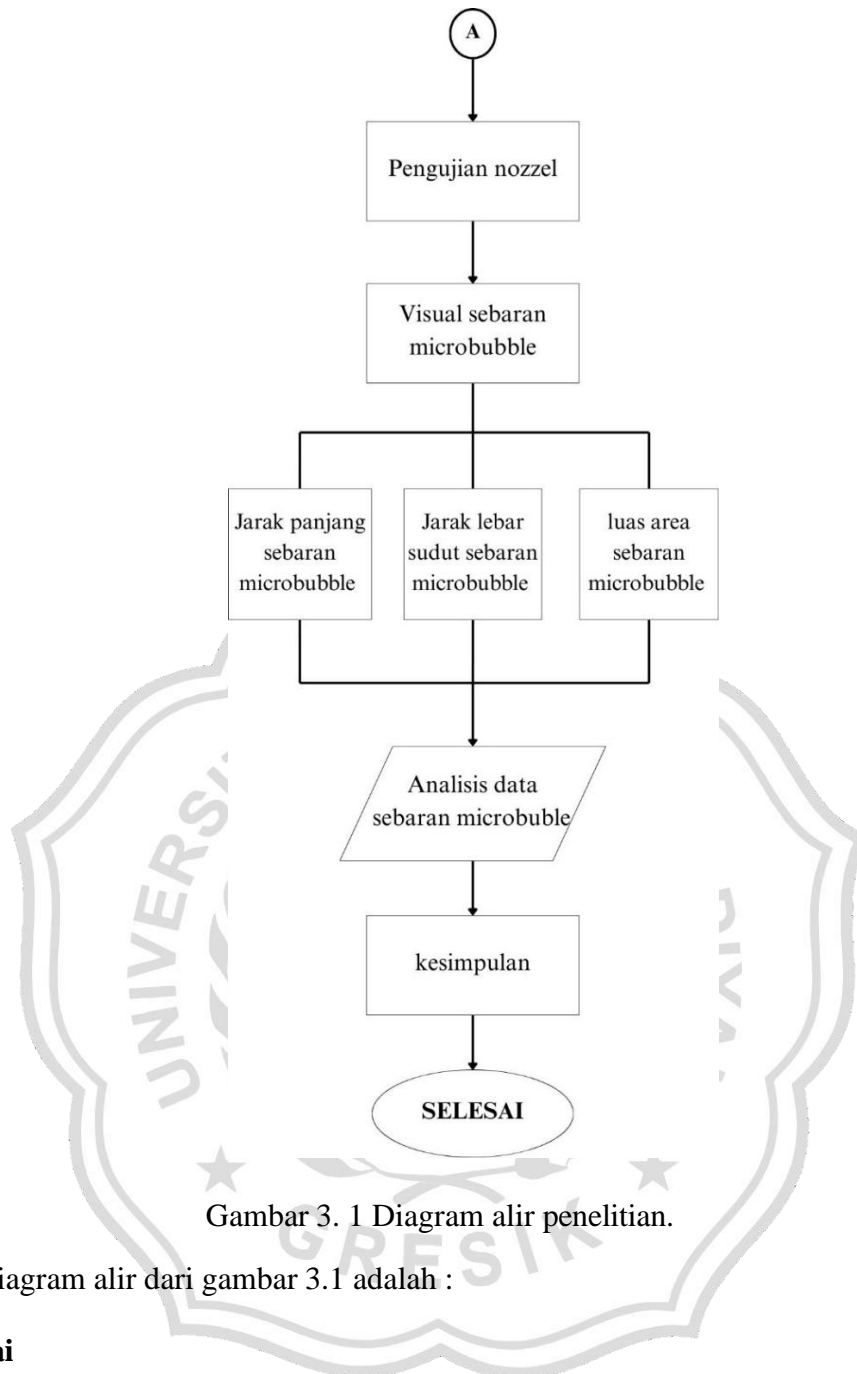 A
Pengujian nozzel
Visual sebaran
microbubble
Jarak panjang
sebaran
microbubble
Jarak lebar
sudut sebaran
microbubble
luas area
sebaran
microbubble
Analisis data
sebaran microbuble
kesimpulan
SELESAI
GRESIK
Gambar 3. 1 Diagram alir penelitian.
diagram alir dari gambar 3.1 adalah :